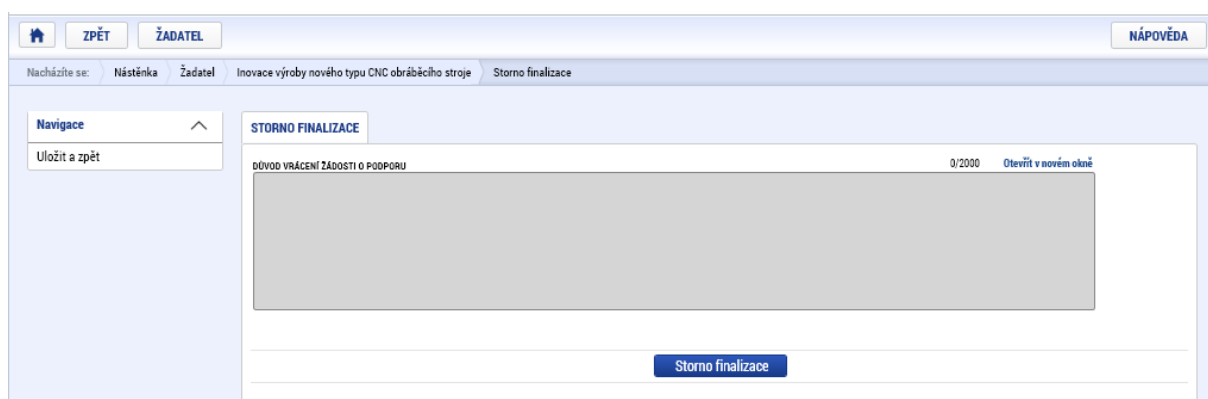 ZPĚT ŽADATEL NÁPOVĚDA
Nacházíte se: Nástěnka Žadatel Inovace výroby nového typu CNC obráběcího stroje Storno finalizace
Navigace
Uložit a zpět
STORNO FINALIZACE
DŮVOD VRÁCENÍ ŽÁDOSTI O PODPORU 0/2000 Otevřít v novém okně
Storno finalizace